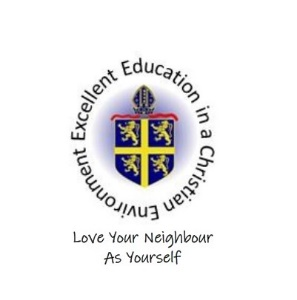 Excellent Education in a Christian Environment
Love Your Neighbour
As Yourself